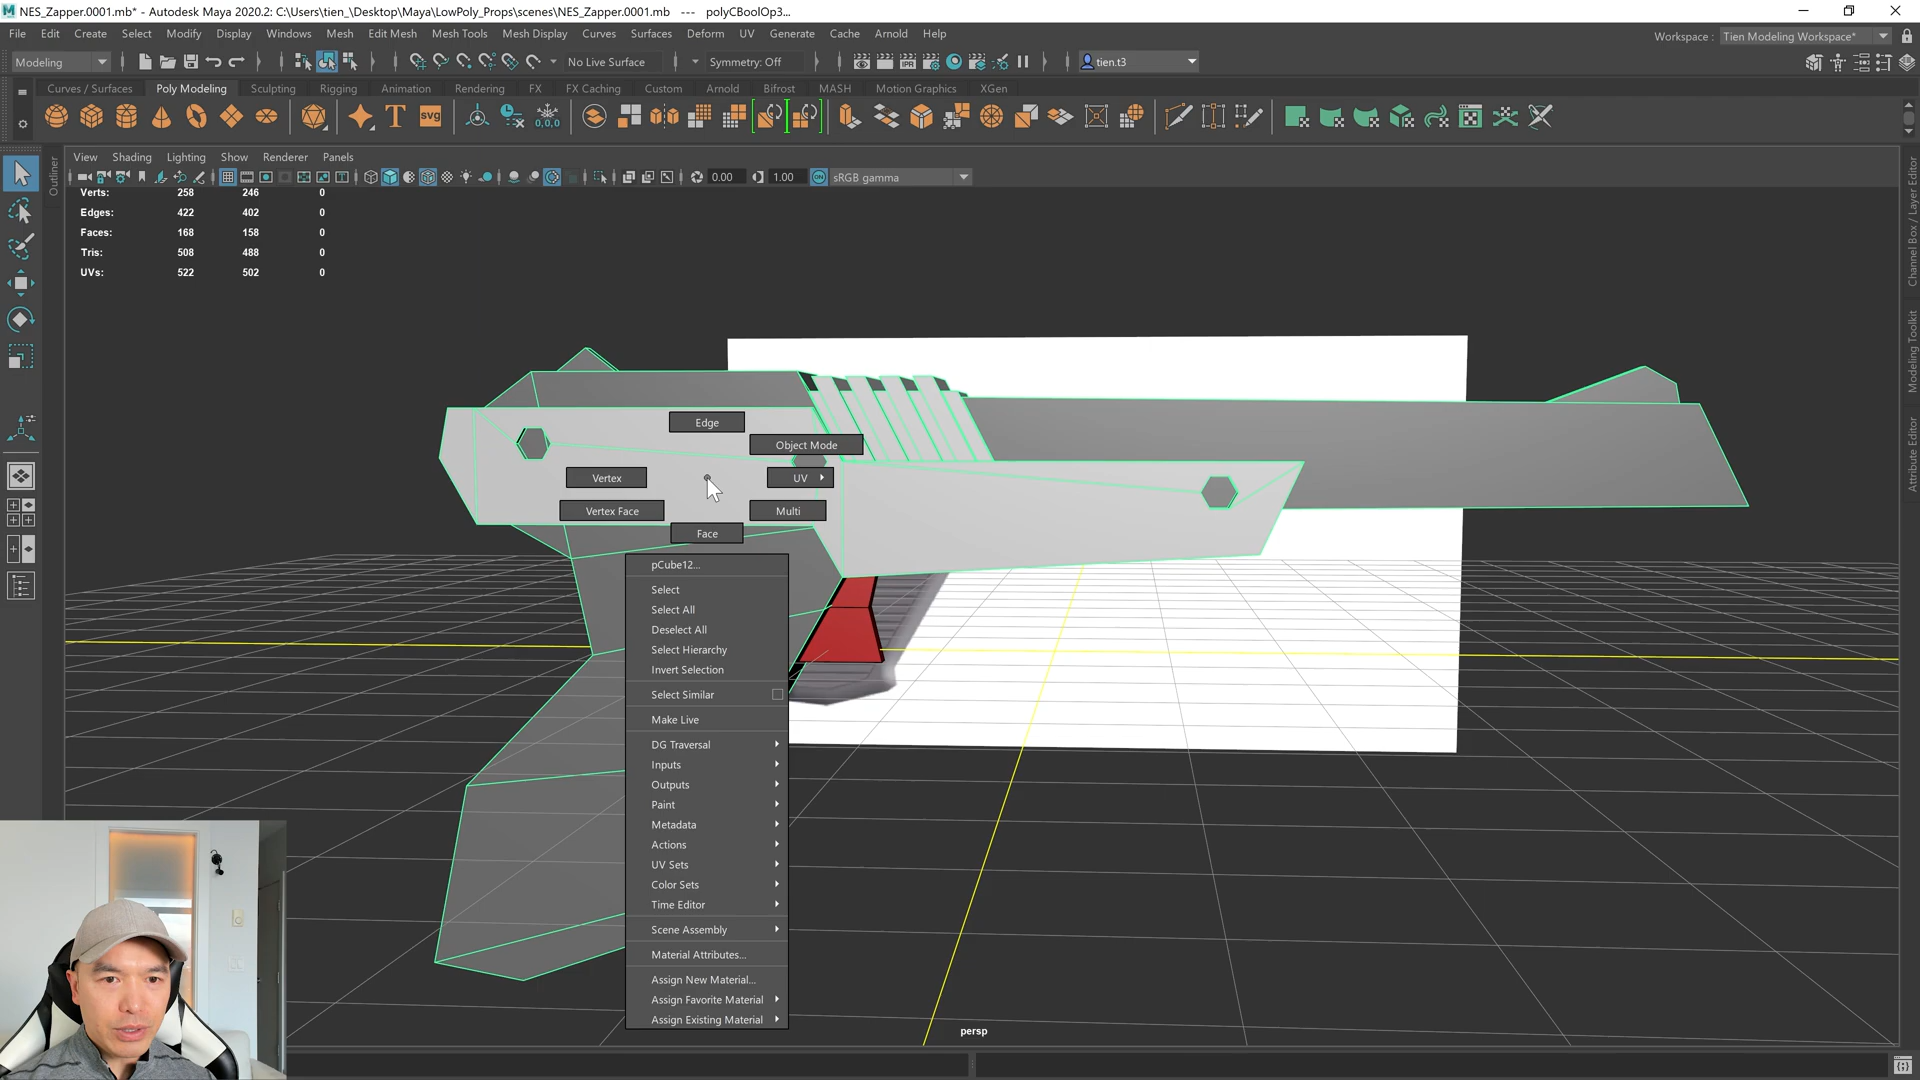 NES_Zapper.0001.mb* - Autodesk Maya 2020.2: C:\Users\tien_\Desktop\Maya\LowPoly_Props\scenes\NES_Zapper.0001.mb --- polyCBoolOp3...
File Edit Create Select Modify Display Windows Mesh Edit Mesh Mesh Tools Mesh Display Curves Surfaces Deform UV Generate Cache Arnold Help
Workspace : Tien Modeling Workspace*
Modeling No Live Surface Symmetry: Off tien.t3
Curves / Surfaces Poly Modeling Sculpting Rigging Animation Rendering FX FX Caching Custom Arnold Bifrost MASH Motion Graphics XGen
T svg 0,0,0
View Shading Lighting Show Renderer Panels
0.00 1.00 ON sRGB gamma
Outliner
Verts: 258 246 0
Edges: 422 402 0
Faces: 168 158 0
Tris: 508 488 0
UVs: 522 502 0
Edge
Object Mode
Vertex
UV
Vertex Face
Multi
Face
pCube12...
Select
Select All
Deselect All
Select Hierarchy
Invert Selection
Select Similar
Make Live
DG Traversal
Inputs
Outputs
Paint
Metadata
Actions
UV Sets
Color Sets
Time Editor
Scene Assembly
Material Attributes...
Assign New Material...
Assign Favorite Material
Assign Existing Material
persp
Channel Box / Layer Editor
Modeling Toolkit
Attribute Editor